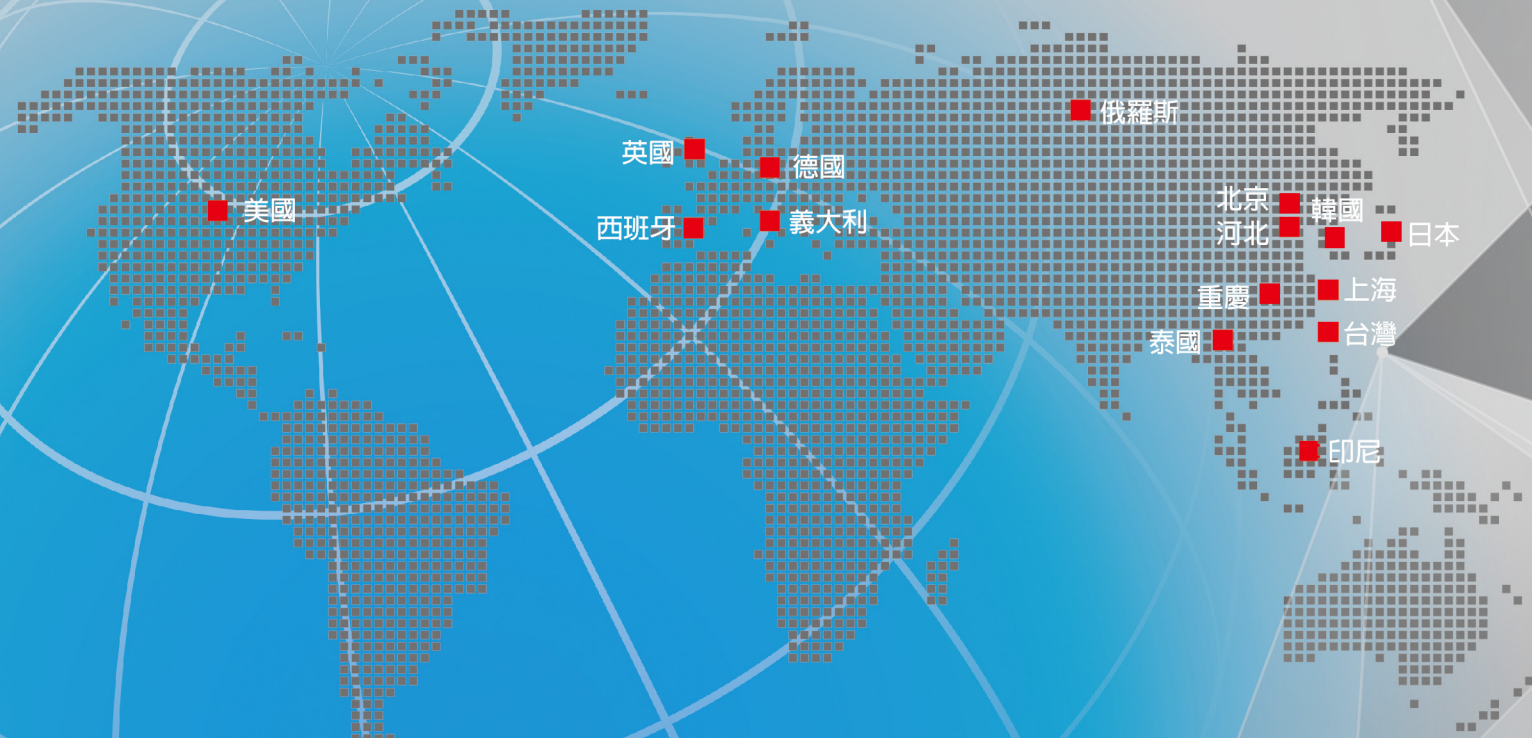 俄羅斯
英國
德國
北京
美國
韓國
西班牙
義大利
河北
日本
重慶
上海
泰國
台灣
印尼